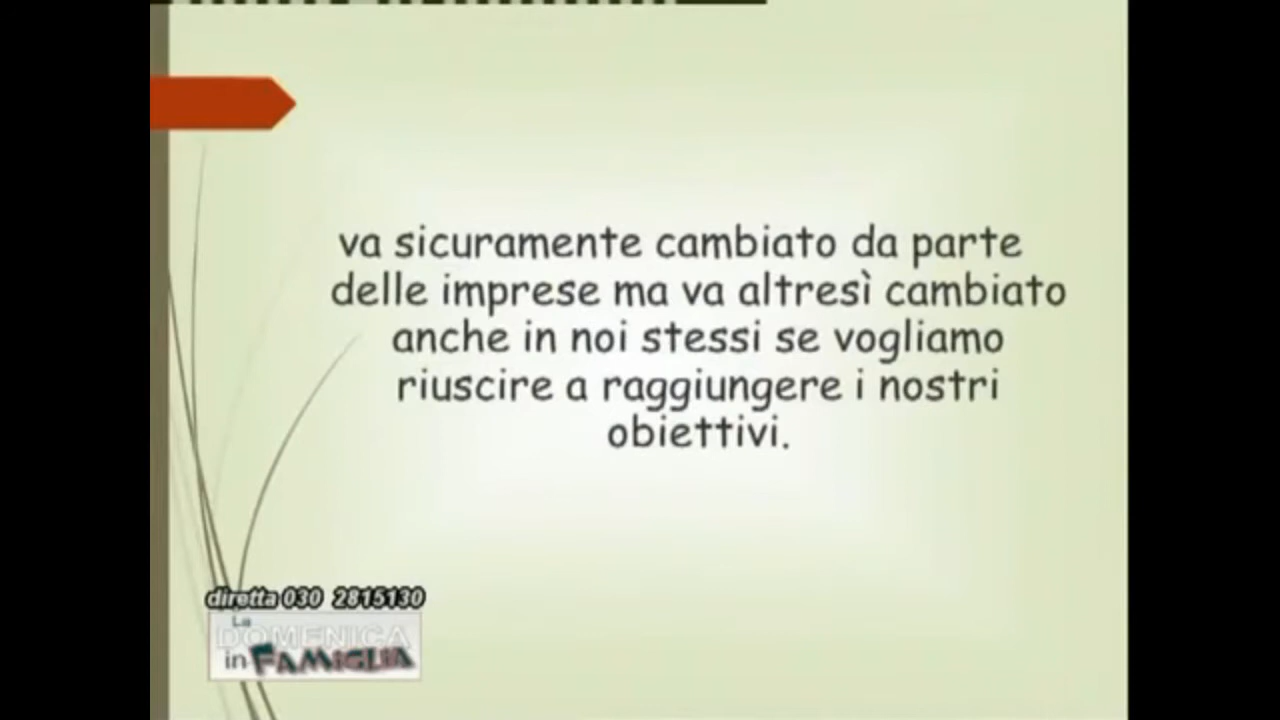 va sicuramente cambiato da parte
delle imprese ma va altresì cambiato
anche in noi stessi se vogliamo
riuscire a raggiungere i nostri
obiettivi.
diretta 030 2815130
La
DOMENICA
in FAMIGLIA